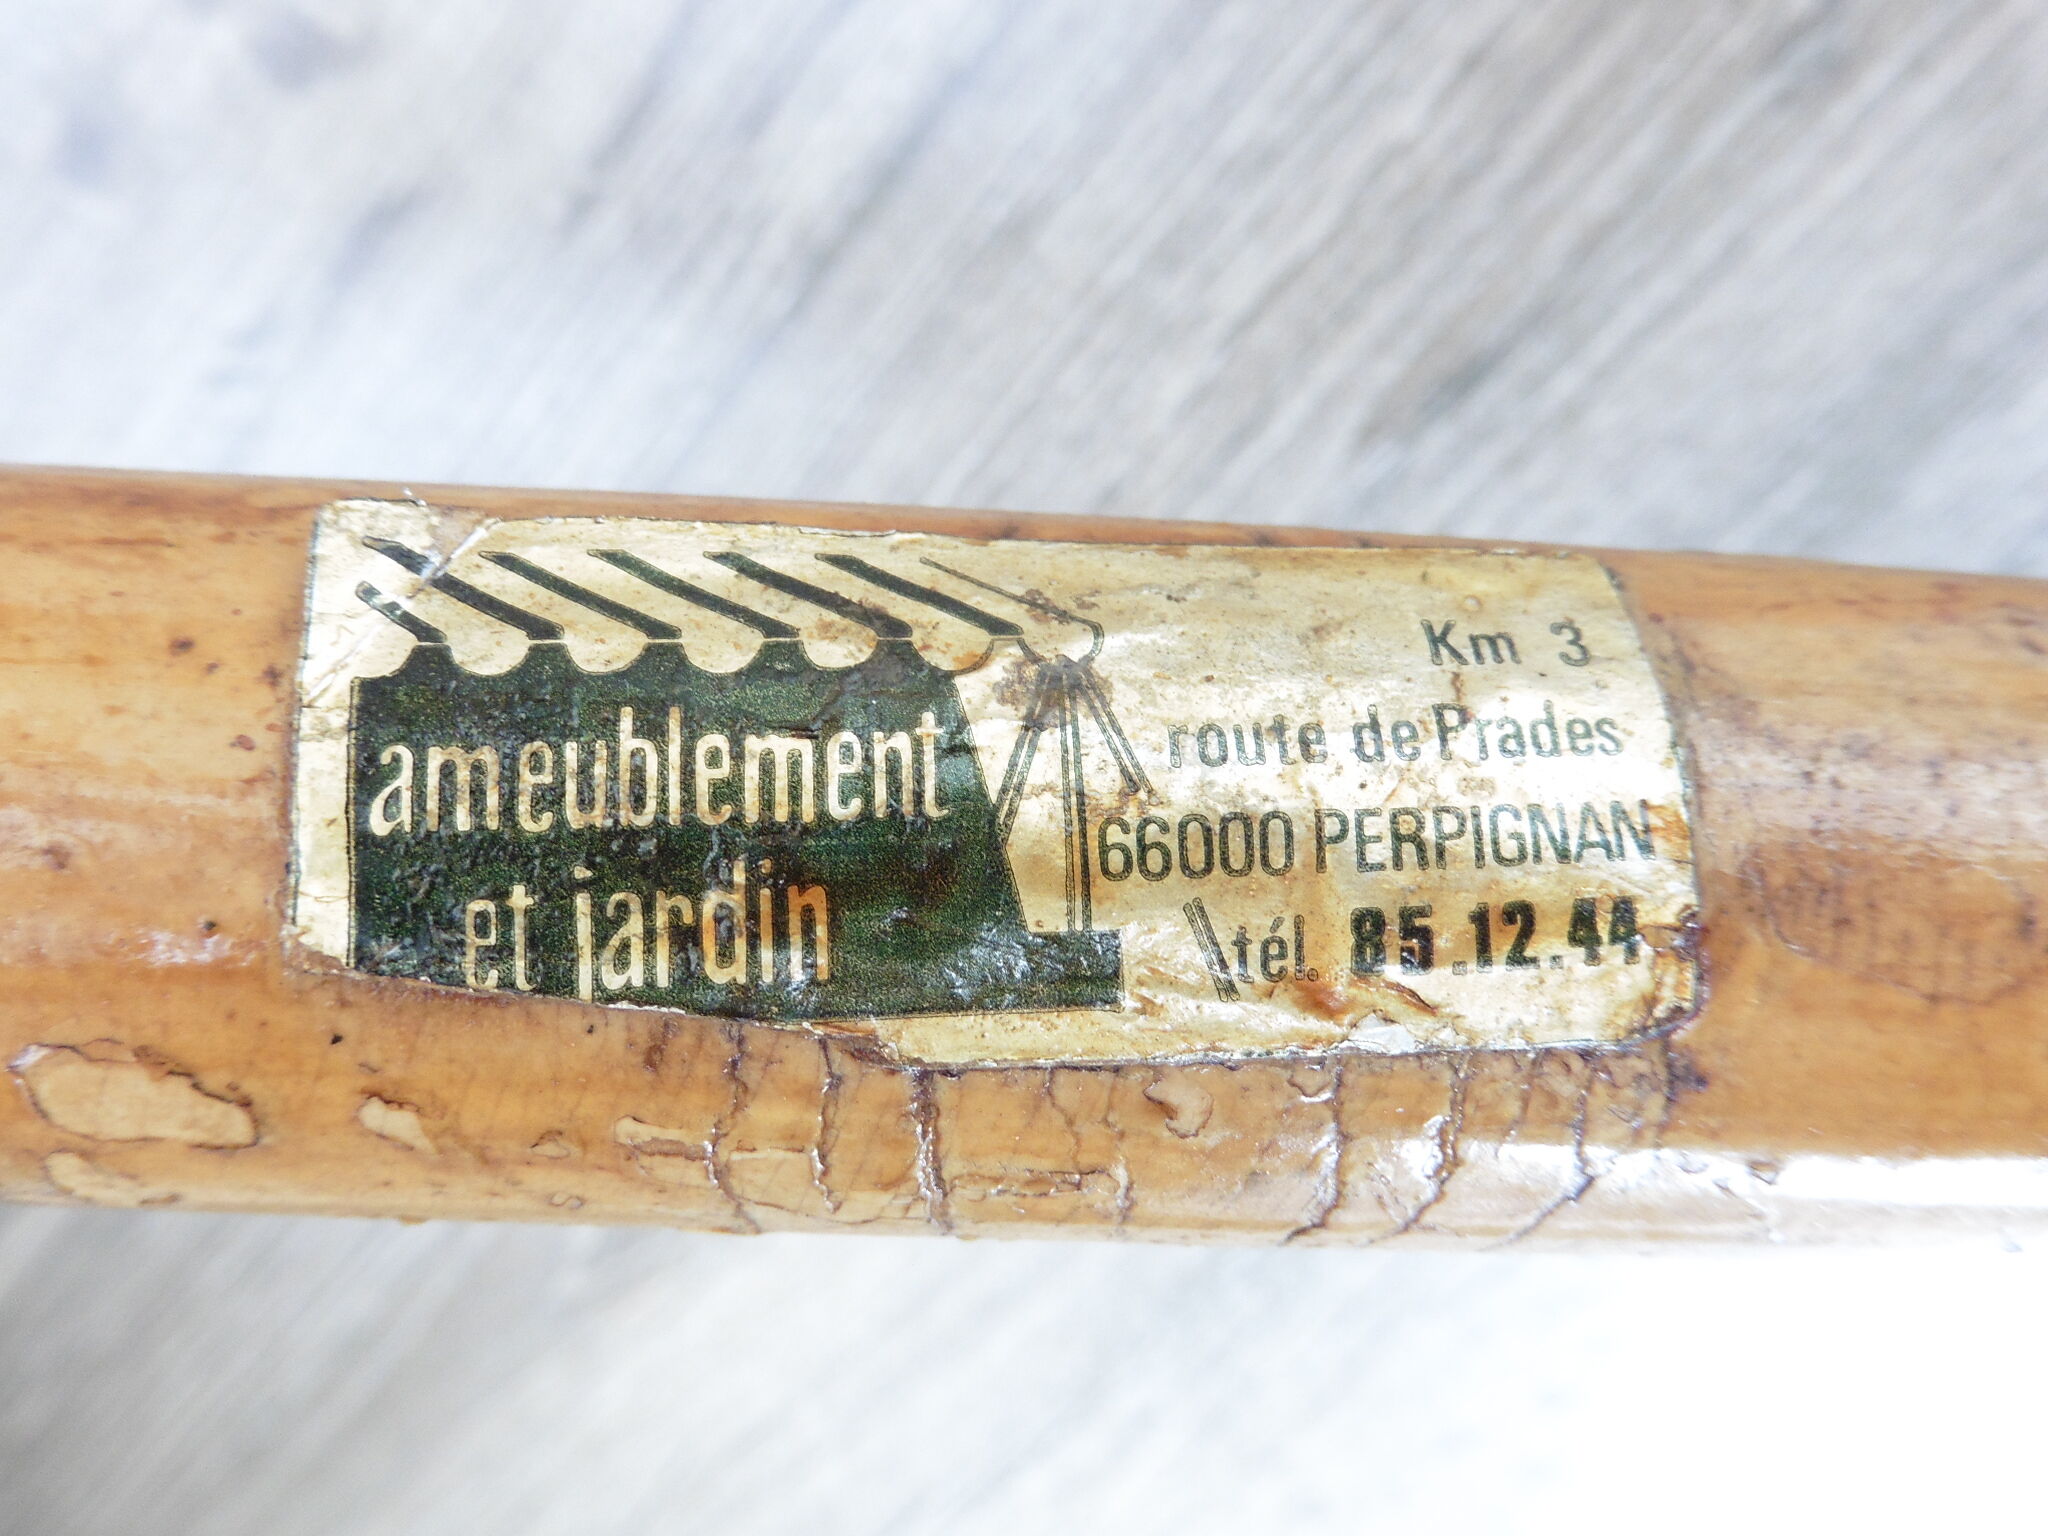 ameublement
et jardin
Km 3
route de Prades
66000 PERPIGNAN
tél. 85.12.44